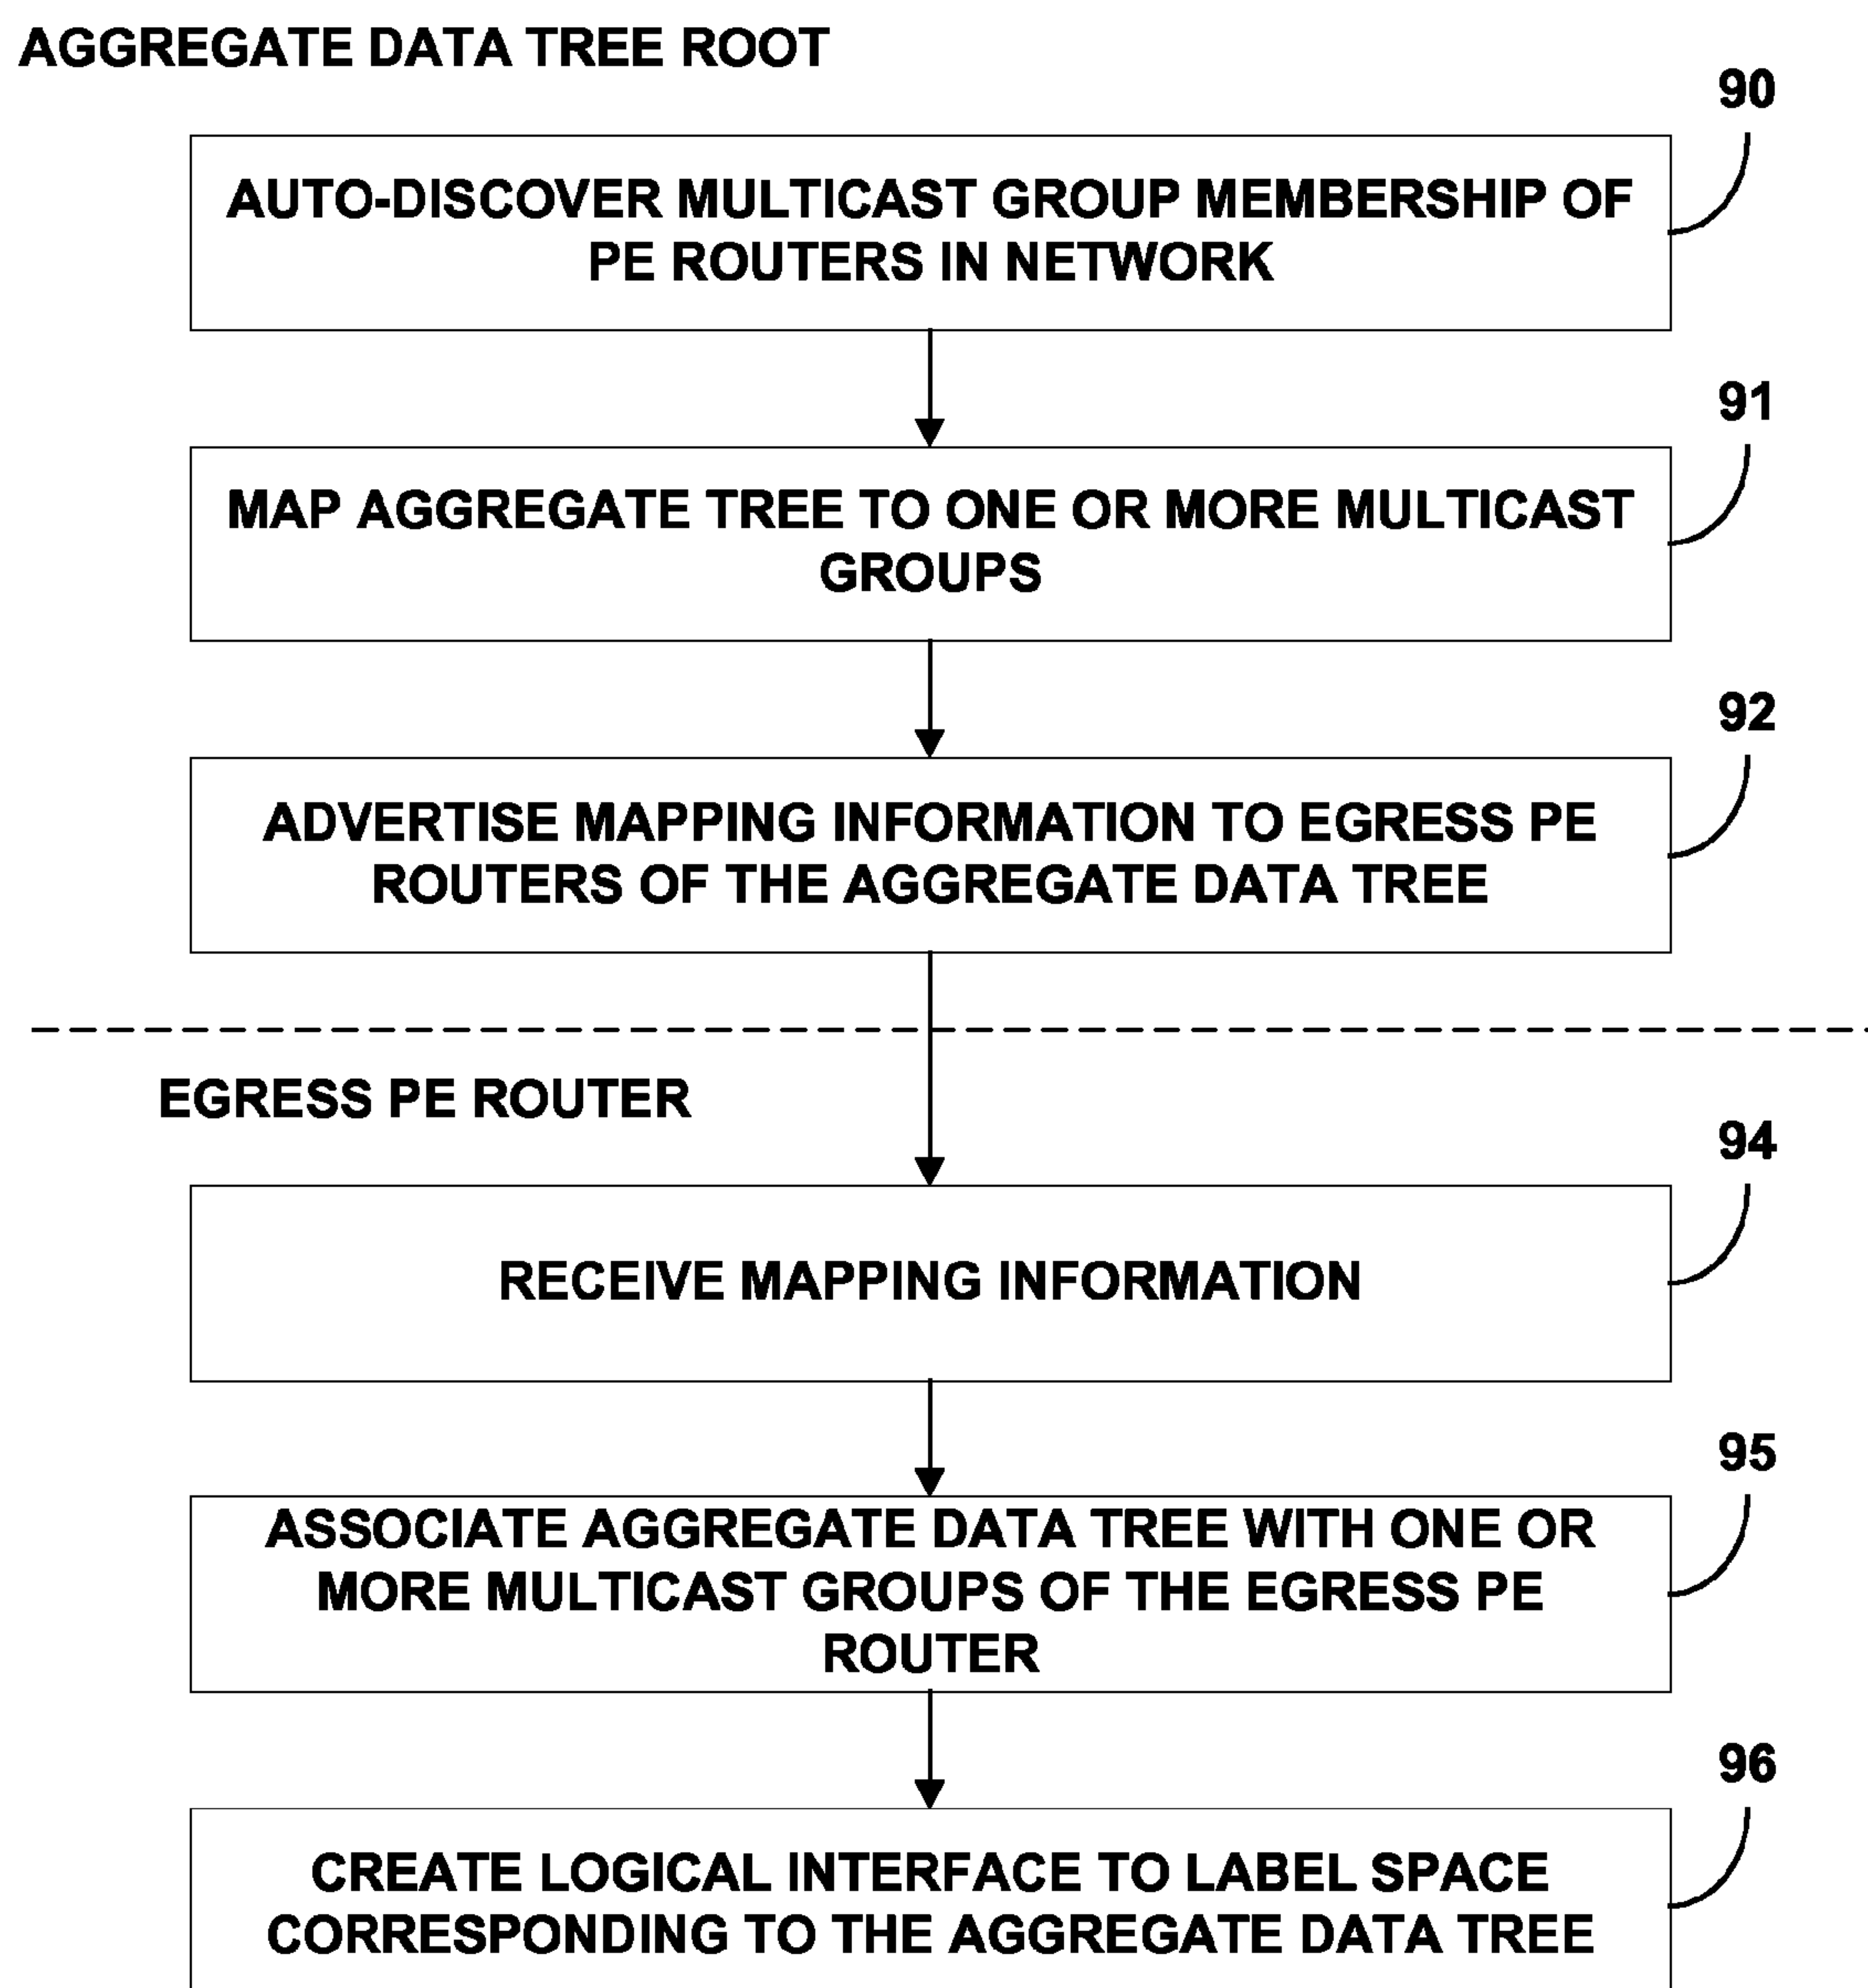 AGGREGATE DATA TREE ROOT
90
AUTO-DISCOVER MULTICAST GROUP MEMBERSHIP OF
PE ROUTERS IN NETWORK
91
MAP AGGREGATE TREE TO ONE OR MORE MULTICAST
GROUPS
92
ADVERTISE MAPPING INFORMATION TO EGRESS PE
ROUTERS OF THE AGGREGATE DATA TREE
EGRESS PE ROUTER
94
RECEIVE MAPPING INFORMATION
95
ASSOCIATE AGGREGATE DATA TREE WITH ONE OR
MORE MULTICAST GROUPS OF THE EGRESS PE
ROUTER
96
CREATE LOGICAL INTERFACE TO LABEL SPACE
CORRESPONDING TO THE AGGREGATE DATA TREE